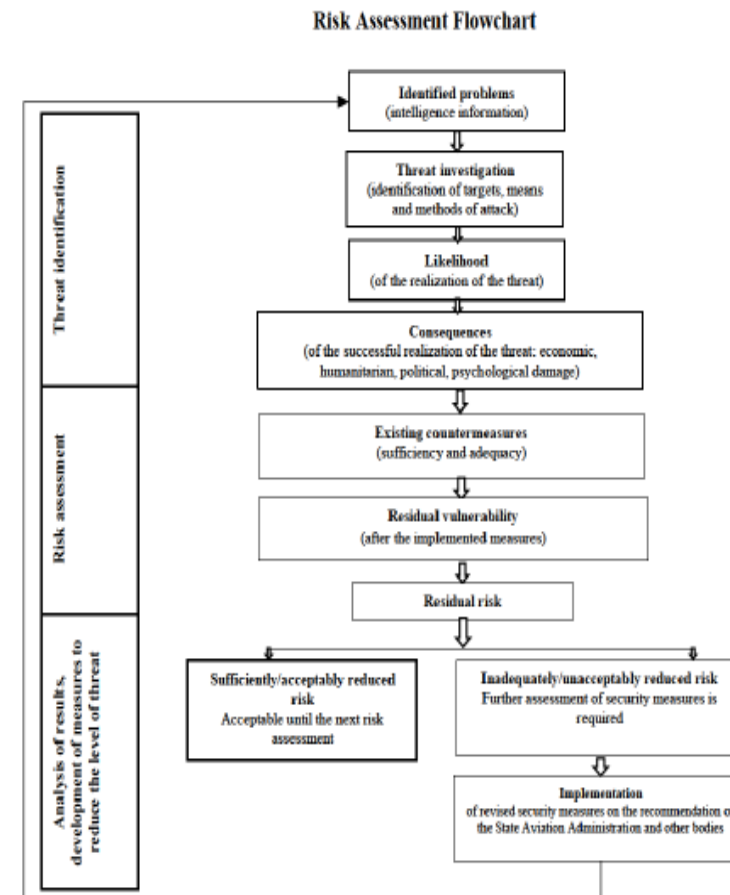 Risk Assessment Flowchart
Identified problems
(intelligence information)
Threat investigation
(identification of targets, means
and methods of attack)
Likelihood
(of the realization of the threat)
Consequences
(of the successful realization of the threat: economic,
humanitarian, political, psychological damage)
Threat identification
Existing countermeasures
(sufficiency and adequacy)
Residual vulnerability
(after the implemented measures)
Risk assessment
Residual risk
Sufficiently/acceptably reduced
risk
Acceptable until the next risk
assessment
Inadequately/unacceptably reduced risk
Further assessment of security measures is
required
Implementation
of revised security measures on the recommendation o
the State Aviation Administration and other bodies
Analysis of results,
development of measures to
reduce the level of threat